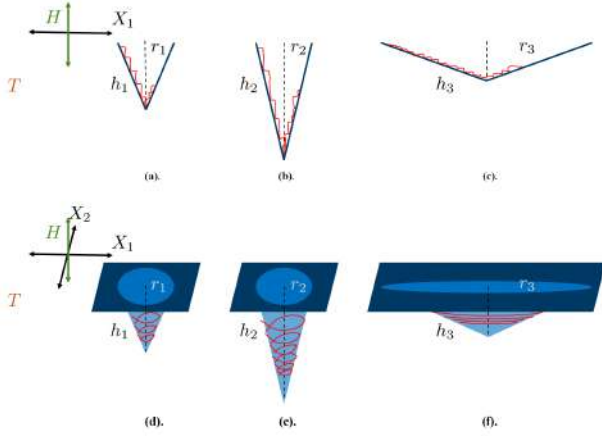 H X₁
T
r₁ r₂ r₃
h₁ h₂ h₃
(a). (b). (c).
X₂
H X₁
T
r₁ r₂ r₃
h₁ h₂ h₃
(d). (e). (f).